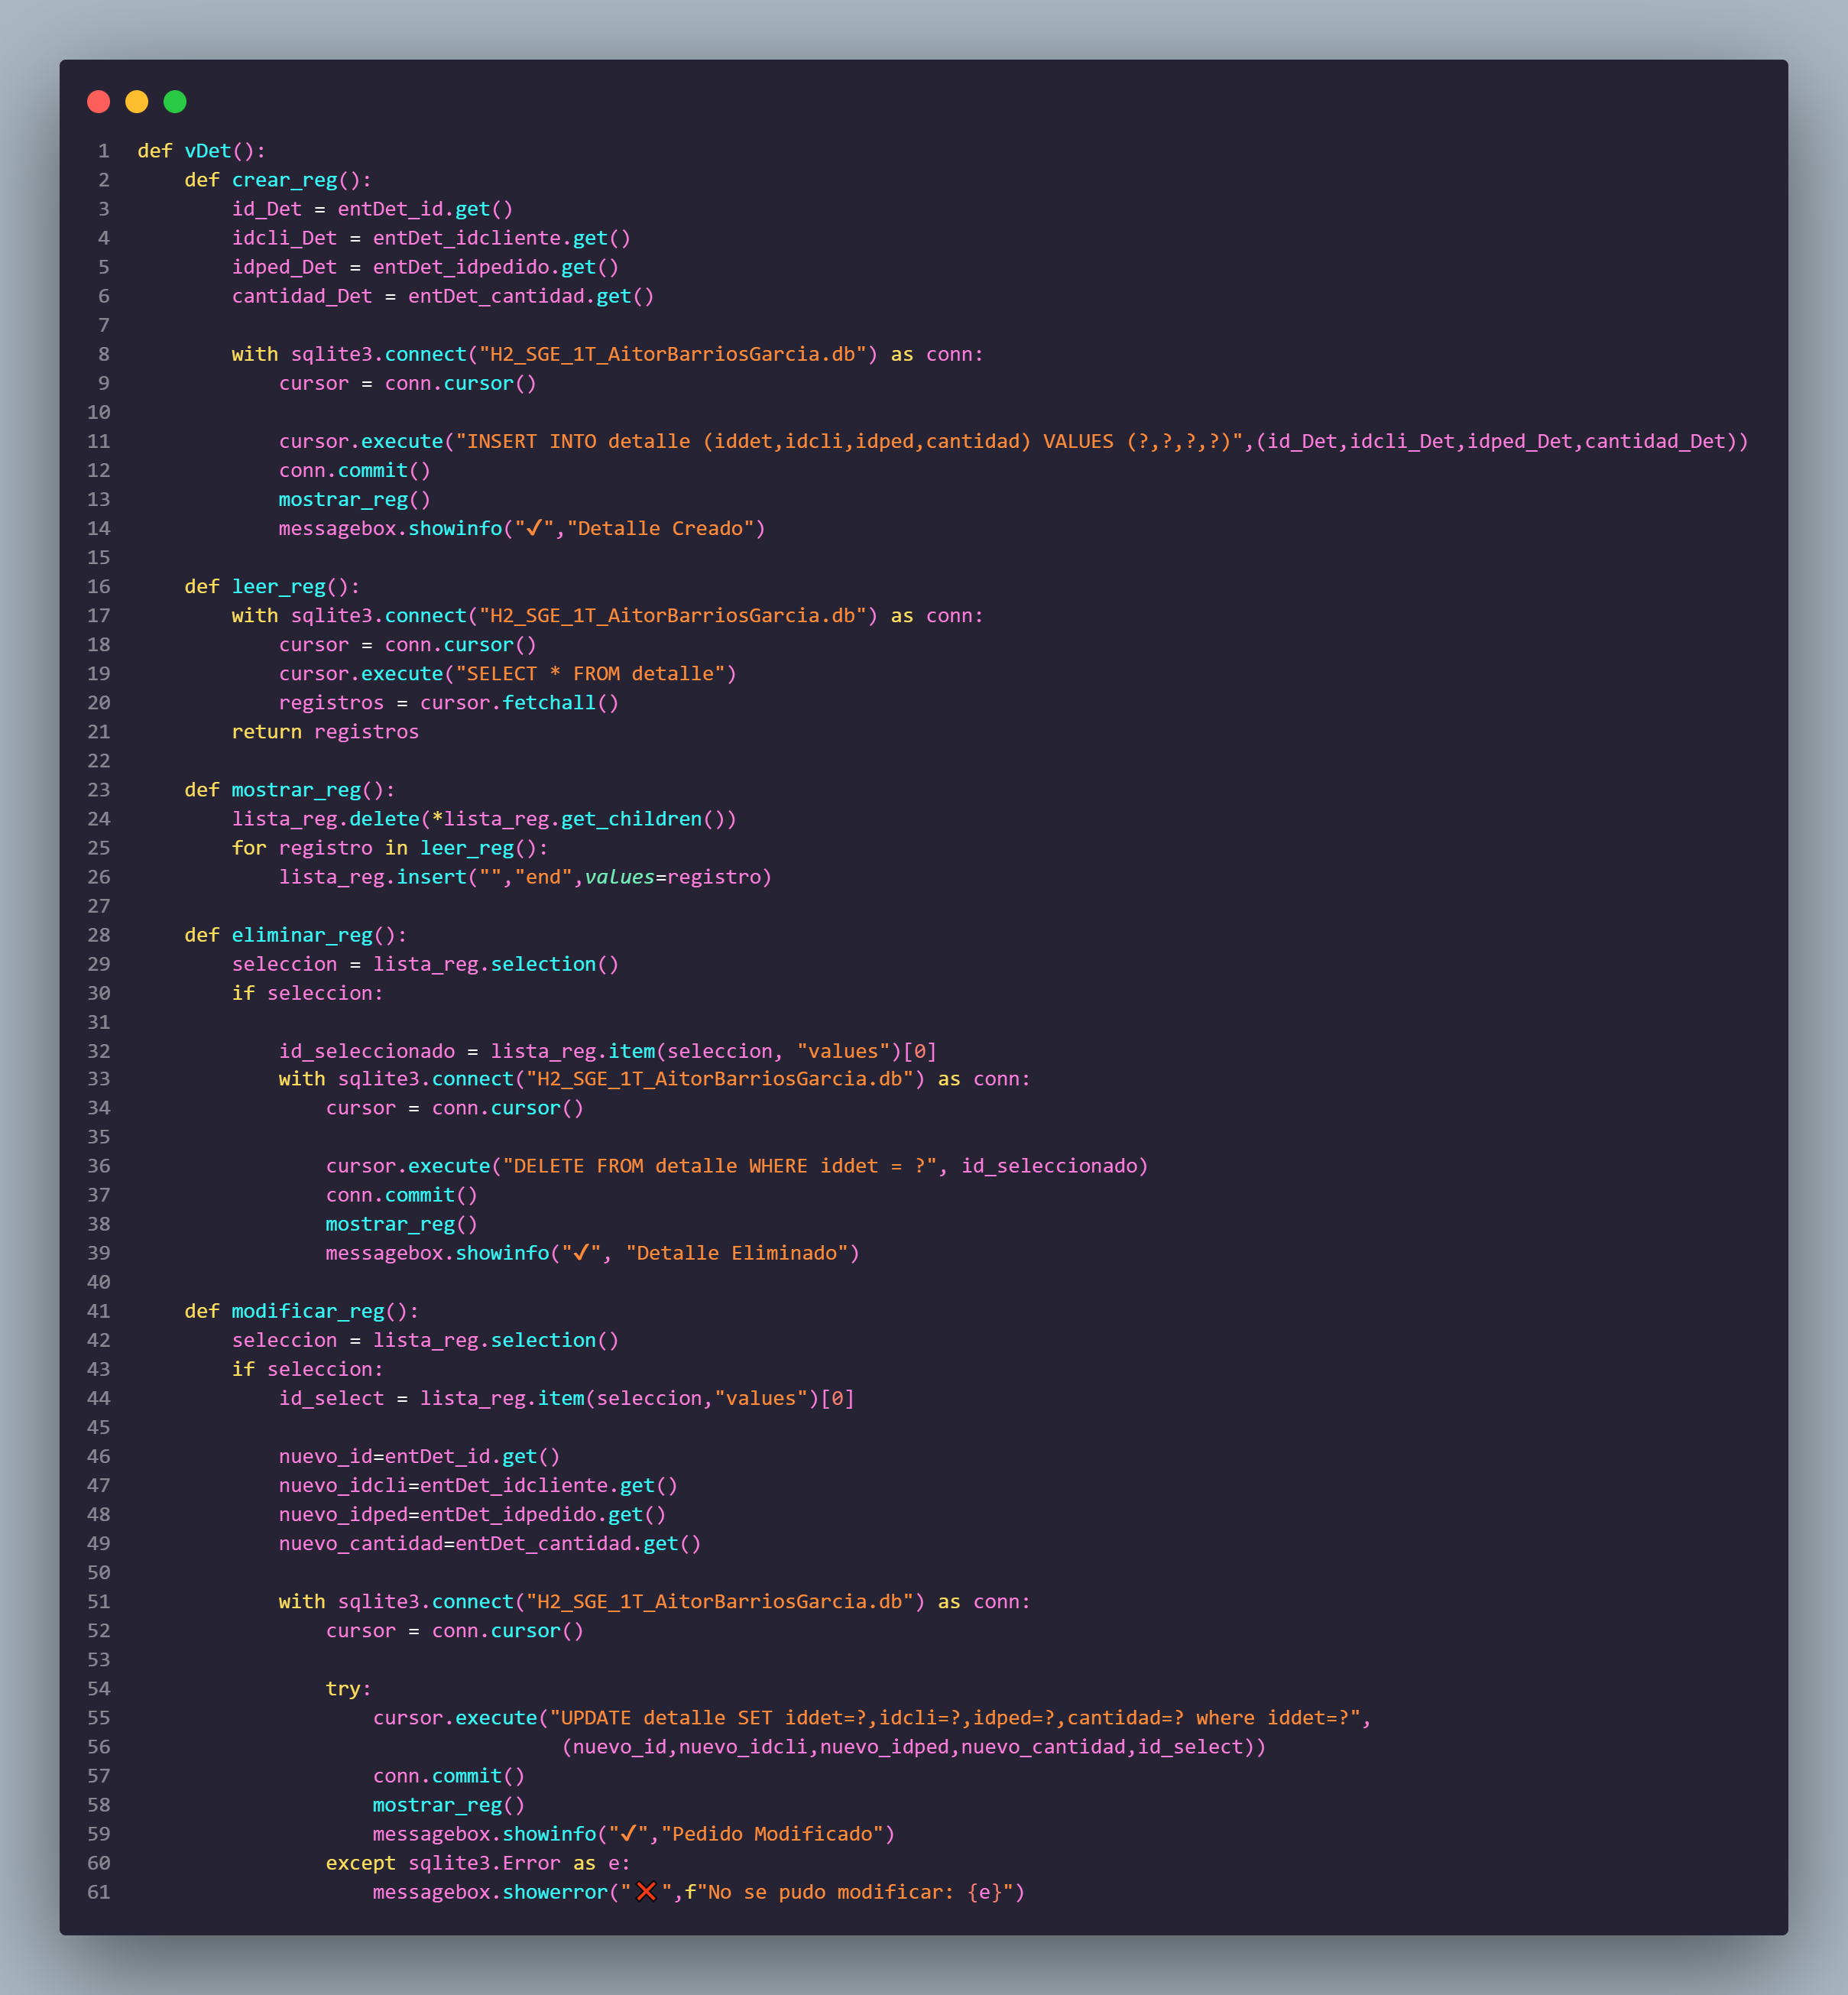 1 def vDet():
2     def crear_reg():
3         id_Det = entDet_id.get()
4         idcli_Det = entDet_idcliente.get()
5         idped_Det = entDet_idpedido.get()
6         cantidad_Det = entDet_cantidad.get()
7
8         with sqlite3.connect("H2_SGE_1T_AitorBarriosGarcia.db") as conn:
9             cursor = conn.cursor()
10
11             cursor.execute("INSERT INTO detalle (iddet,idcli,idped,cantidad) VALUES (?,?,?,?)",(id_Det,idcli_Det,idped_Det,cantidad_Det))
12             conn.commit()
13             mostrar_reg()
14             messagebox.showinfo("✓","Detalle Creado")
15
16     def leer_reg():
17         with sqlite3.connect("H2_SGE_1T_AitorBarriosGarcia.db") as conn:
18             cursor = conn.cursor()
19             cursor.execute("SELECT * FROM detalle")
20             registros = cursor.fetchall()
21         return registros
22
23     def mostrar_reg():
24         lista_reg.delete(*lista_reg.get_children())
25         for registro in leer_reg():
26             lista_reg.insert("","end",values=registro)
27
28     def eliminar_reg():
29         seleccion = lista_reg.selection()
30         if seleccion:
31
32             id_seleccionado = lista_reg.item(seleccion, "values")[0]
33             with sqlite3.connect("H2_SGE_1T_AitorBarriosGarcia.db") as conn:
34                 cursor = conn.cursor()
35
36                 cursor.execute("DELETE FROM detalle WHERE iddet = ?", id_seleccionado)
37                 conn.commit()
38                 mostrar_reg()
39                 messagebox.showinfo("✓", "Detalle Eliminado")
40
41     def modificar_reg():
42         seleccion = lista_reg.selection()
43         if seleccion:
44             id_select = lista_reg.item(seleccion,"values")[0]
45
46             nuevo_id=entDet_id.get()
47             nuevo_idcli=entDet_idcliente.get()
48             nuevo_idped=entDet_idpedido.get()
49             nuevo_cantidad=entDet_cantidad.get()
50
51             with sqlite3.connect("H2_SGE_1T_AitorBarriosGarcia.db") as conn:
52                 cursor = conn.cursor()
53
54                 try:
55                     cursor.execute("UPDATE detalle SET iddet=?,idcli=?,idped=?,cantidad=? where iddet=?",
56                                     (nuevo_id,nuevo_idcli,nuevo_idped,nuevo_cantidad,id_select))
57                     conn.commit()
58                     mostrar_reg()
59                     messagebox.showinfo("✓","Pedido Modificado")
60                 except sqlite3.Error as e:
61                     messagebox.showerror("❌",f"No se pudo modificar: {e}")